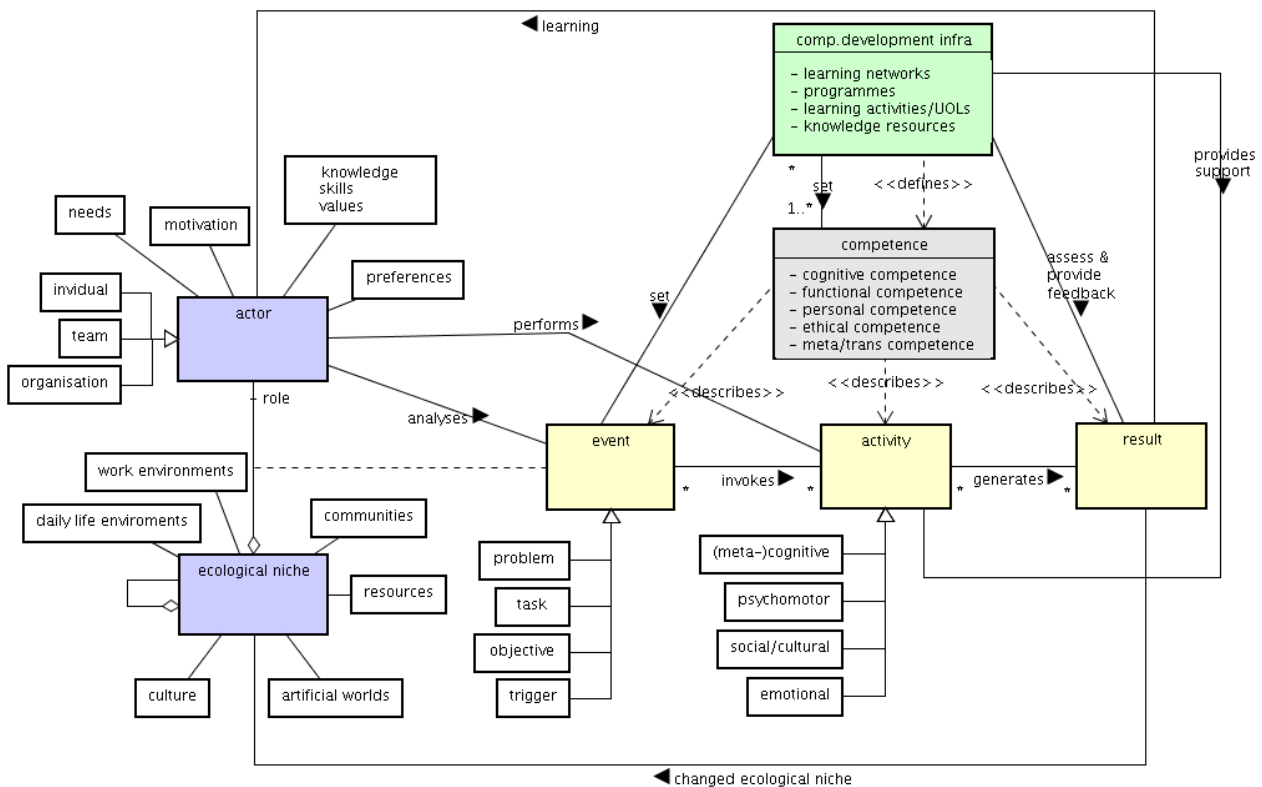 learning
comp.development infra
- learning networks
- programmes
- learning activities/UOLs
- knowledge resources
provides
support
*
set
1..*
<<defines>>
knowledge
skills
values
needs
motivation
preferences
invidual
team
organisation
actor
- role
performs
analyses
set
competence
- cognitive competence
- functional competence
- personal competence
- ethical competence
- meta/trans competence
assess &
provide
feedback
<<describes>>
<<describes>>
<<describes>>
event
activity
result
invokes
*
*
generates
*
*
work environments
daily life enviroments
communities
ecological niche
resources
culture
artificial worlds
problem
task
objective
trigger
(meta-)cognitive
psychomotor
social/cultural
emotional
changed ecological niche